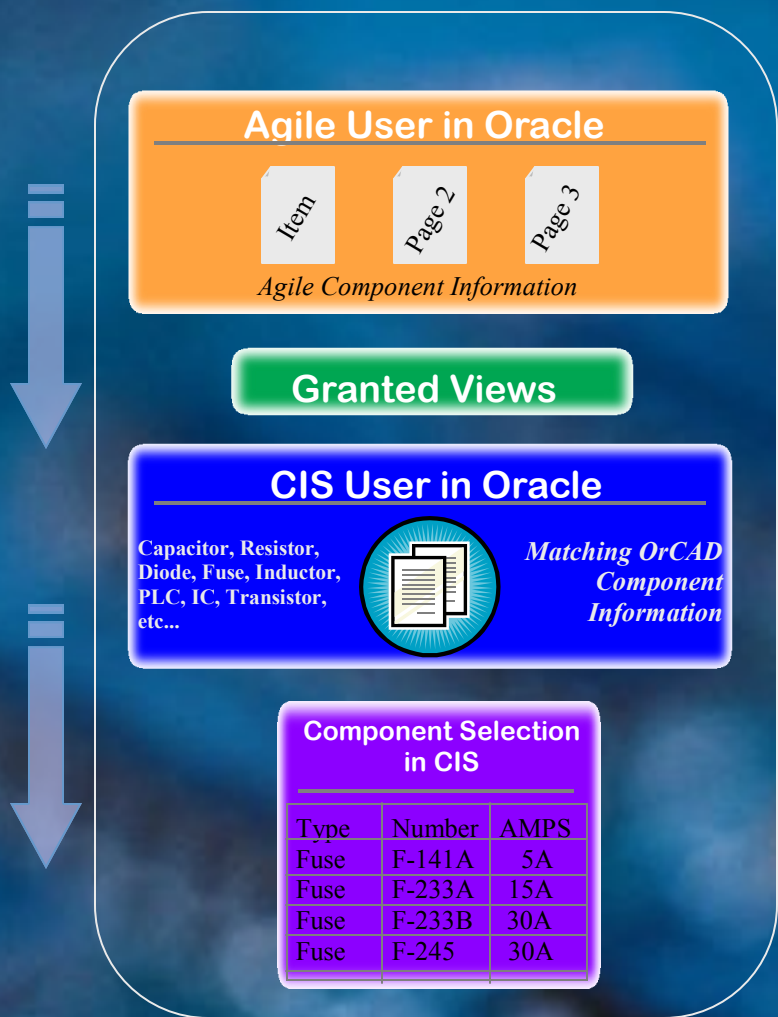 Agile User in Oracle
Item
Page 2
Page 3
Agile Component Information
Granted Views
CIS User in Oracle
Capacitor, Resistor,
Diode, Fuse, Inductor,
PLC, IC, Transistor,
etc...
Matching OrCAD
Component
Information
Component Selection
in CIS
Type Number AMPS
Fuse F-141A 5A
Fuse F-233A 15A
Fuse F-233B 30A
Fuse F-245 30A